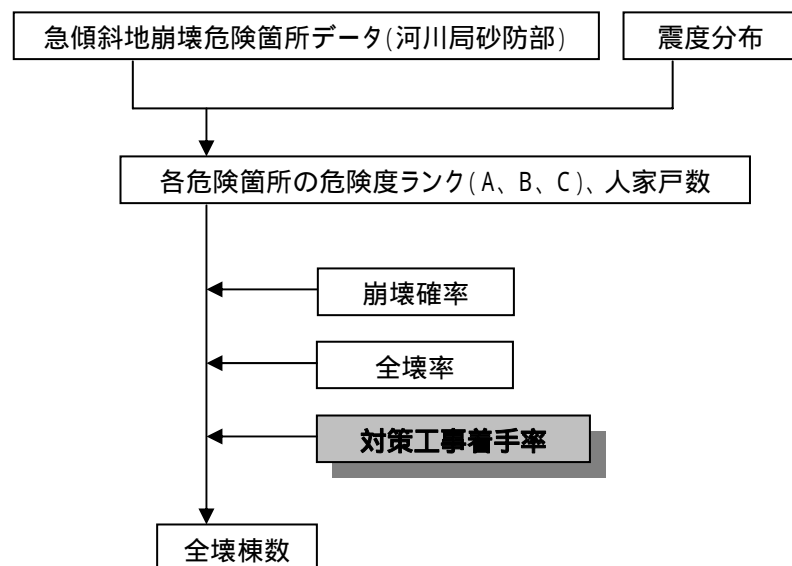 急傾斜地崩壊危険箇所データ(河川局砂防部)
震度分布
各危険箇所の危険度ランク(A、B、C)、人家戸数
崩壊確率
全壊率
対策工事着手率
全壊棟数